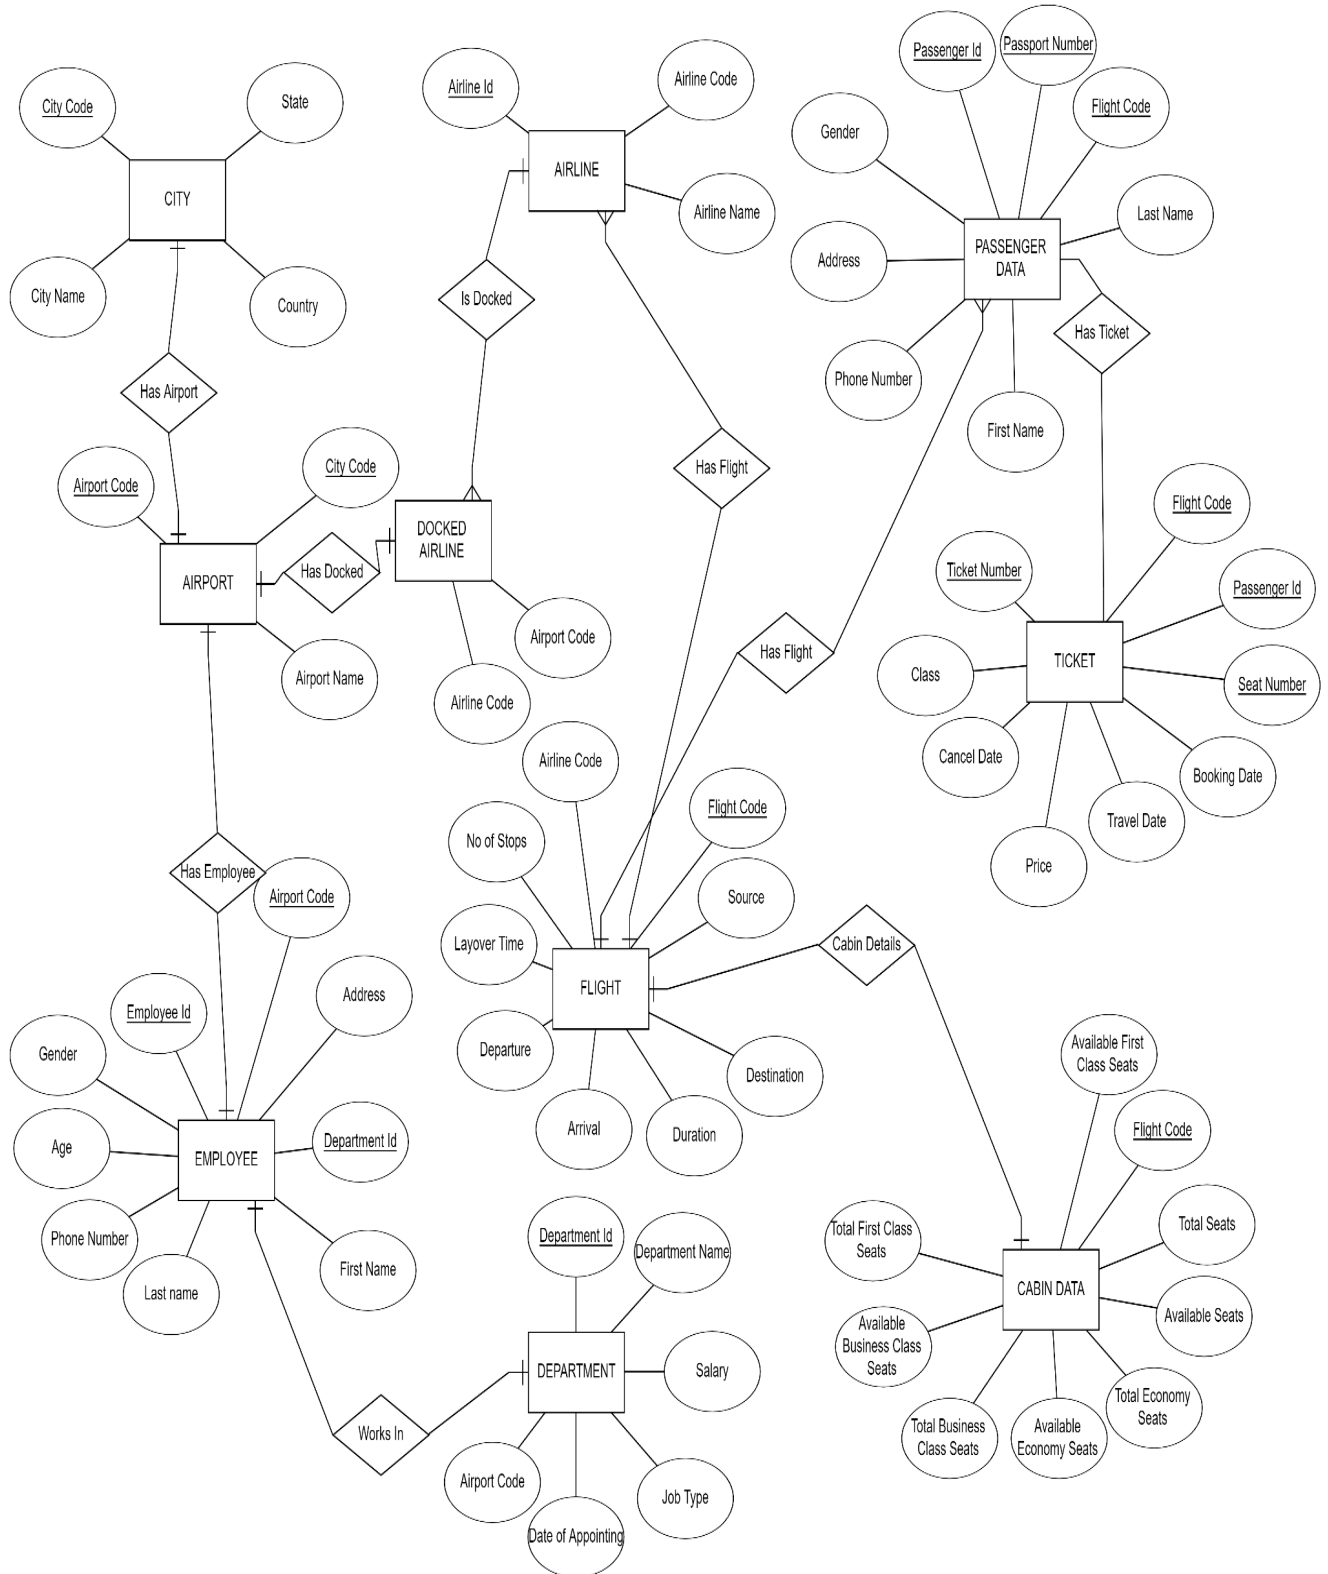 Passenger Id
Passport Number
Airline Id
Airline Code
City Code
State
Flight Code
Gender
AIRLINE
CITY
Airline Name
Last Name
PASSENGER
DATA
Address
City Name
Country
Is Docked
Has Ticket
Has Airport
Phone Number
First Name
Has Flight
Airport Code
City Code
Flight Code
DOCKED
AIRLINE
AIRPORT
Has Docked
Ticket Number
Passenger Id
Airport Code
Has Flight
TICKET
Class
Seat Number
Airport Name
Airline Code
Airline Code
Cancel Date
Booking Date
Flight Code
Travel Date
No of Stops
Price
Has Employee
Airport Code
Source
Layover Time
Cabin Details
FLIGHT
Address
Employee Id
Gender
Departure
Destination
Available First
Class Seats
Arrival
Duration
Flight Code
Age
EMPLOYEE
Department Id
Phone Number
Last name
First Name
Department Id
Department Name
Total First Class
Seats
Total Seats
CABIN DATA
Available Seats
Available
Business Class
Seats
DEPARTMENT
Salary
Total Economy
Seats
Works In
Total Business
Class Seats
Available
Economy Seats
Airport Code
Job Type
Date of Appointing